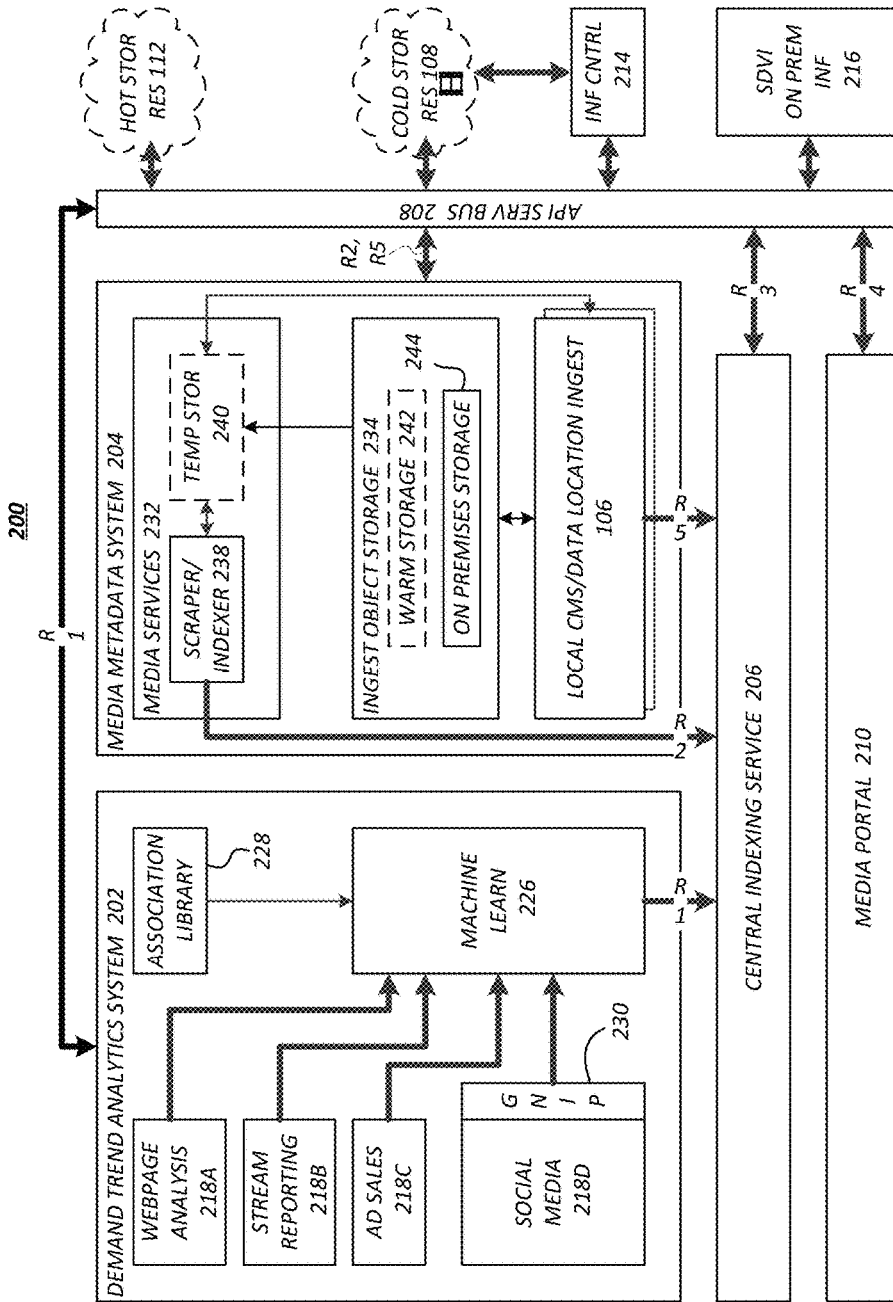 200
R
1
DEMAND TREND ANALYTICS SYSTEM 202
WEBPAGE
ANALYSIS
218A
STREAM
REPORTING
218B
AD SALES
218C
SOCIAL
MEDIA
218D
G
N
I
P
230
ASSOCIATION
LIBRARY
228
MACHINE
LEARN
226
R
1
MEDIA METADATA SYSTEM 204
MEDIA SERVICES 232
SCRAPER/
INDEXER 238
TEMP STOR
240
INGEST OBJECT STORAGE 234
WARM STORAGE 242
ON PREMISES STORAGE
244
LOCAL CMS/DATA LOCATION INGEST
106
R
2
R
5
R2,
R5
CENTRAL INDEXING SERVICE 206
R
3
MEDIA PORTAL 210
R
4
API SERV BUS 208
HOT STOR
RES 112
COLD STOR
RES 108
INF CNTRL
214
SDVI
ON PREM
INF
216